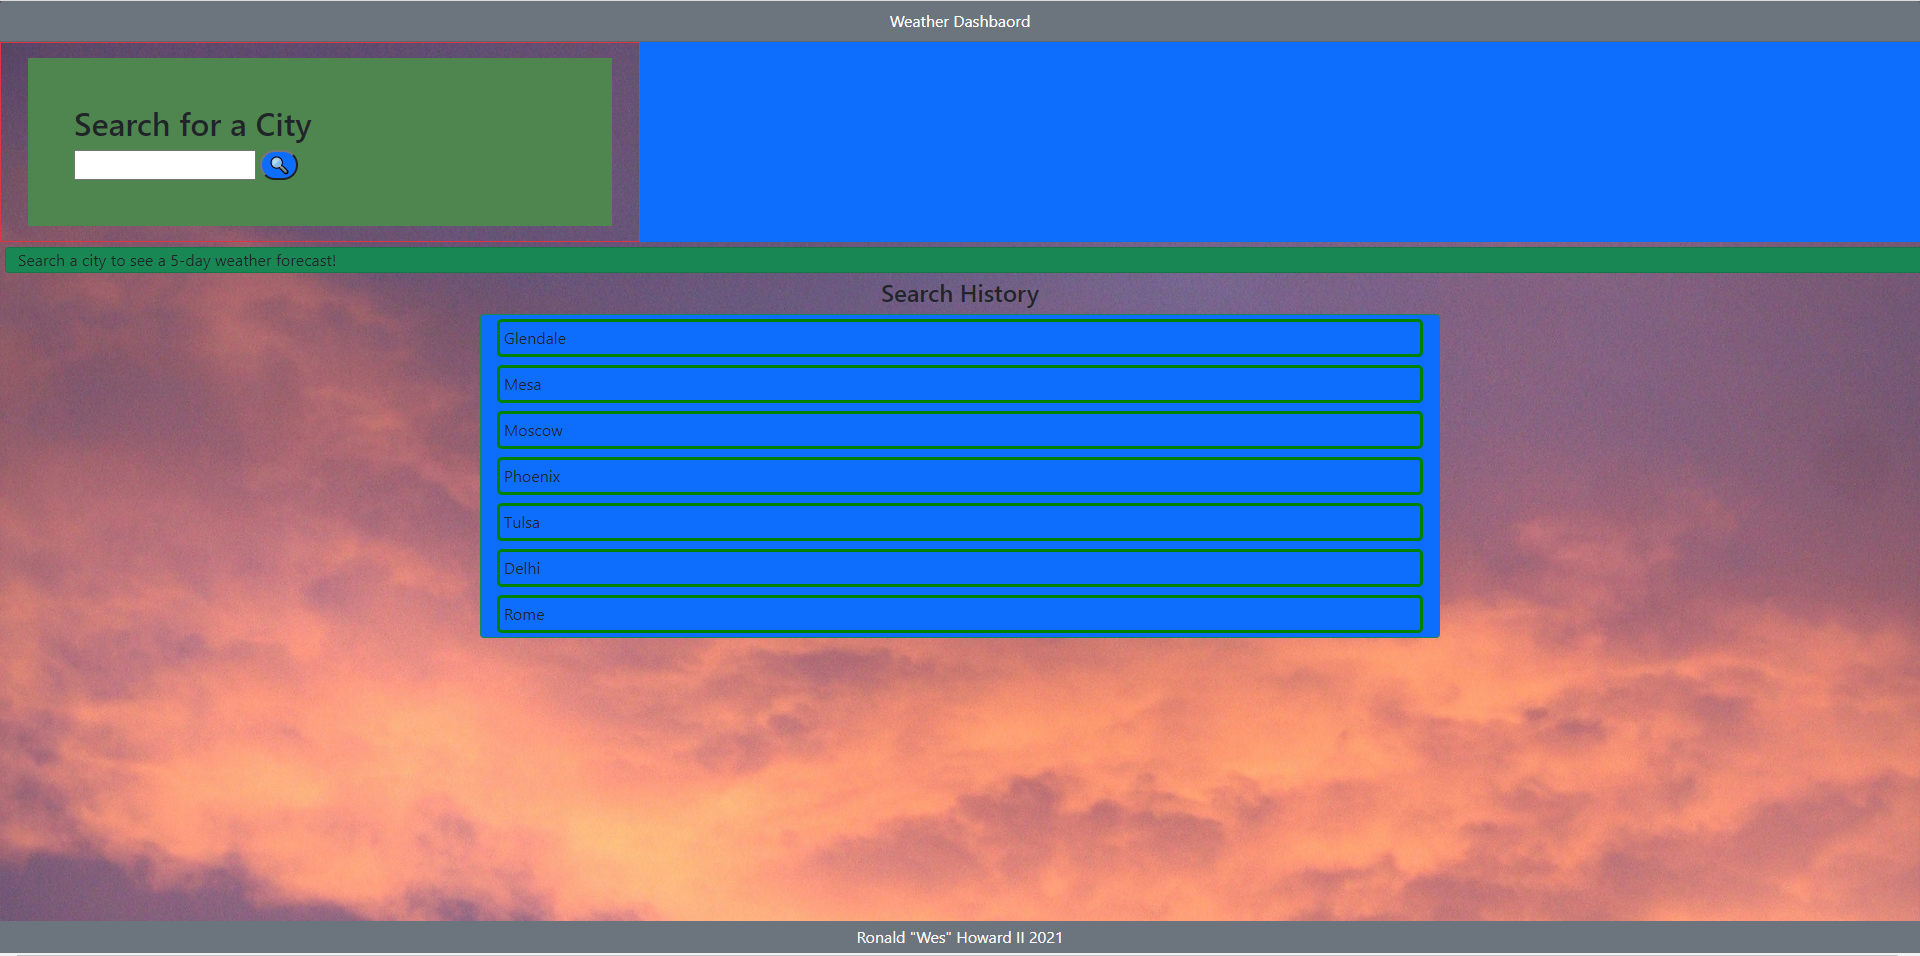 Weather Dashbaord
Search for a City
Search a city to see a 5-day weather forecast!
Search History
Glendale
Mesa
Moscow
Phoenix
Tulsa
Delhi
Rome
Ronald "Wes" Howard II 2021